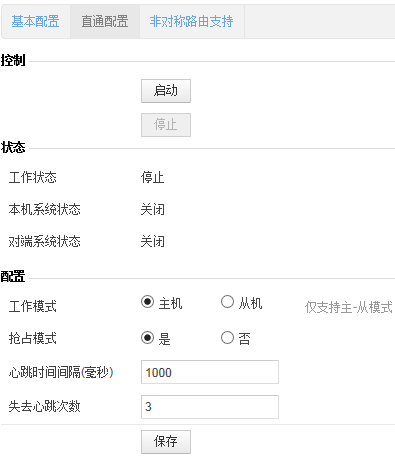 基本配置 直通配置 非对称路由支持
控制
启动
停止
状态
工作状态 停止
本机系统状态 关闭
对端系统状态 关闭
配置
工作模式 主机 从机 仅支持主-从模式
抢占模式 是 否
心跳时间间隔(毫秒) 1000
失去心跳次数 3
保存